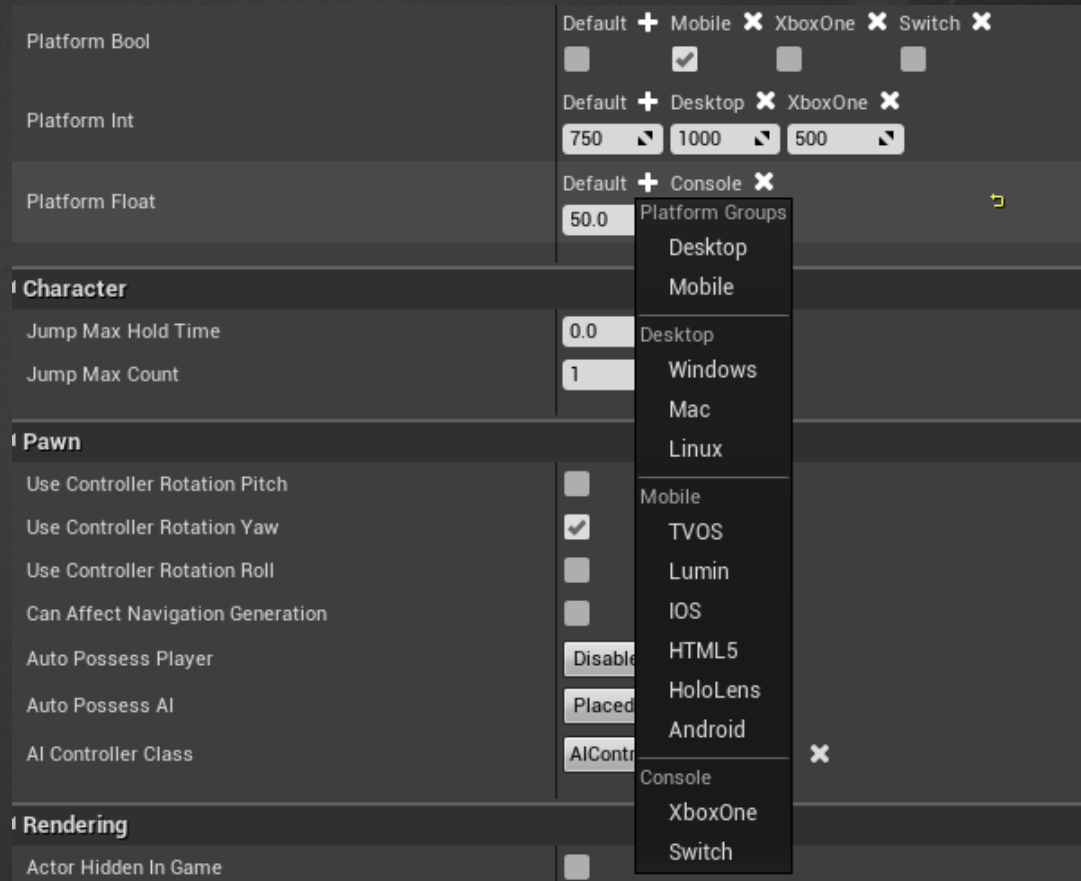 Platform Bool
Default Mobile XboxOne Switch
Platform Int
Default Desktop XboxOne
750 1000 500
Platform Float
Default Console
50.0
Platform Groups
Desktop
Mobile
Desktop
Windows
Mac
Linux
Mobile
TVOS
Lumin
IOS
HTML5
HoloLens
Android
Console
XboxOne
Switch
Character
Jump Max Hold Time 0.0
Jump Max Count 1
Pawn
Use Controller Rotation Pitch
Use Controller Rotation Yaw
Use Controller Rotation Roll
Can Affect Navigation Generation
Auto Possess Player Disable
Auto Possess AI Placed
AI Controller Class AIContr
Rendering
Actor Hidden In Game